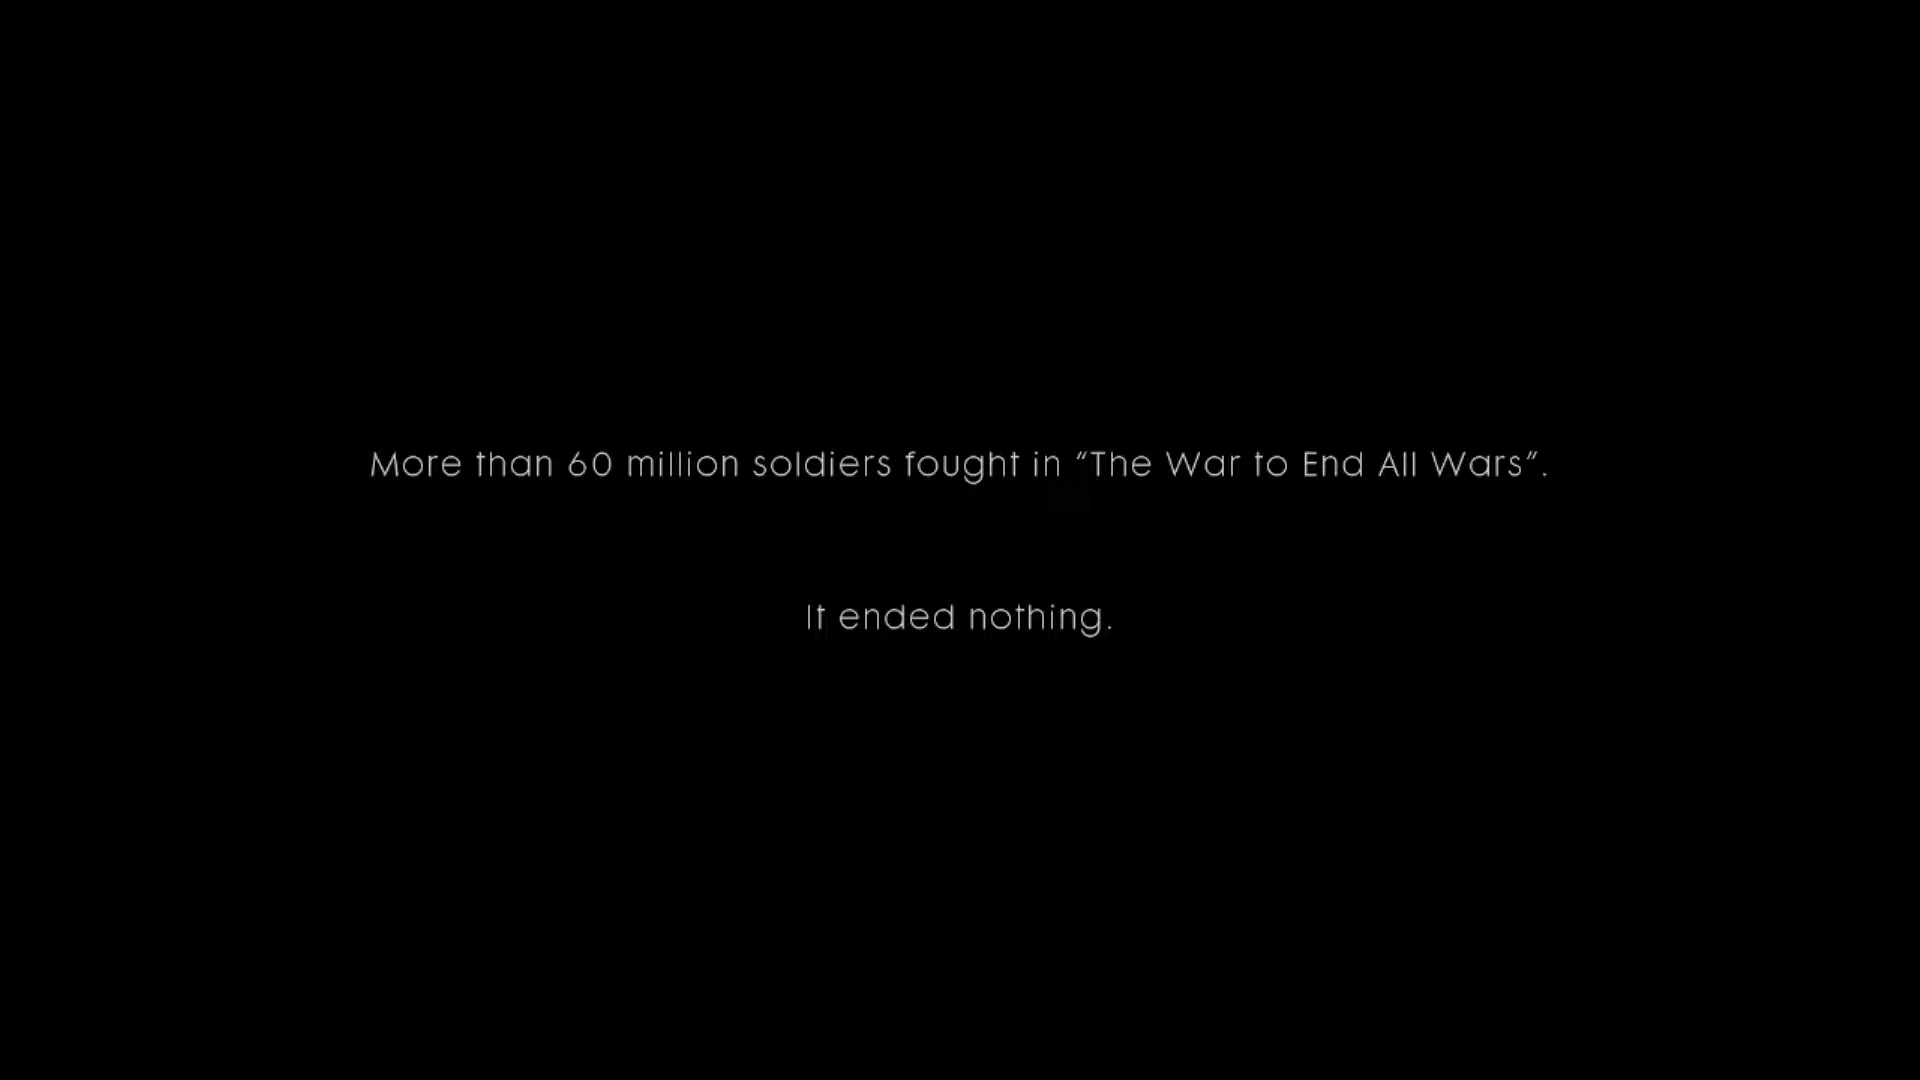 More than 60 million soldiers fought in “The War to End All Wars”.
It ended nothing.